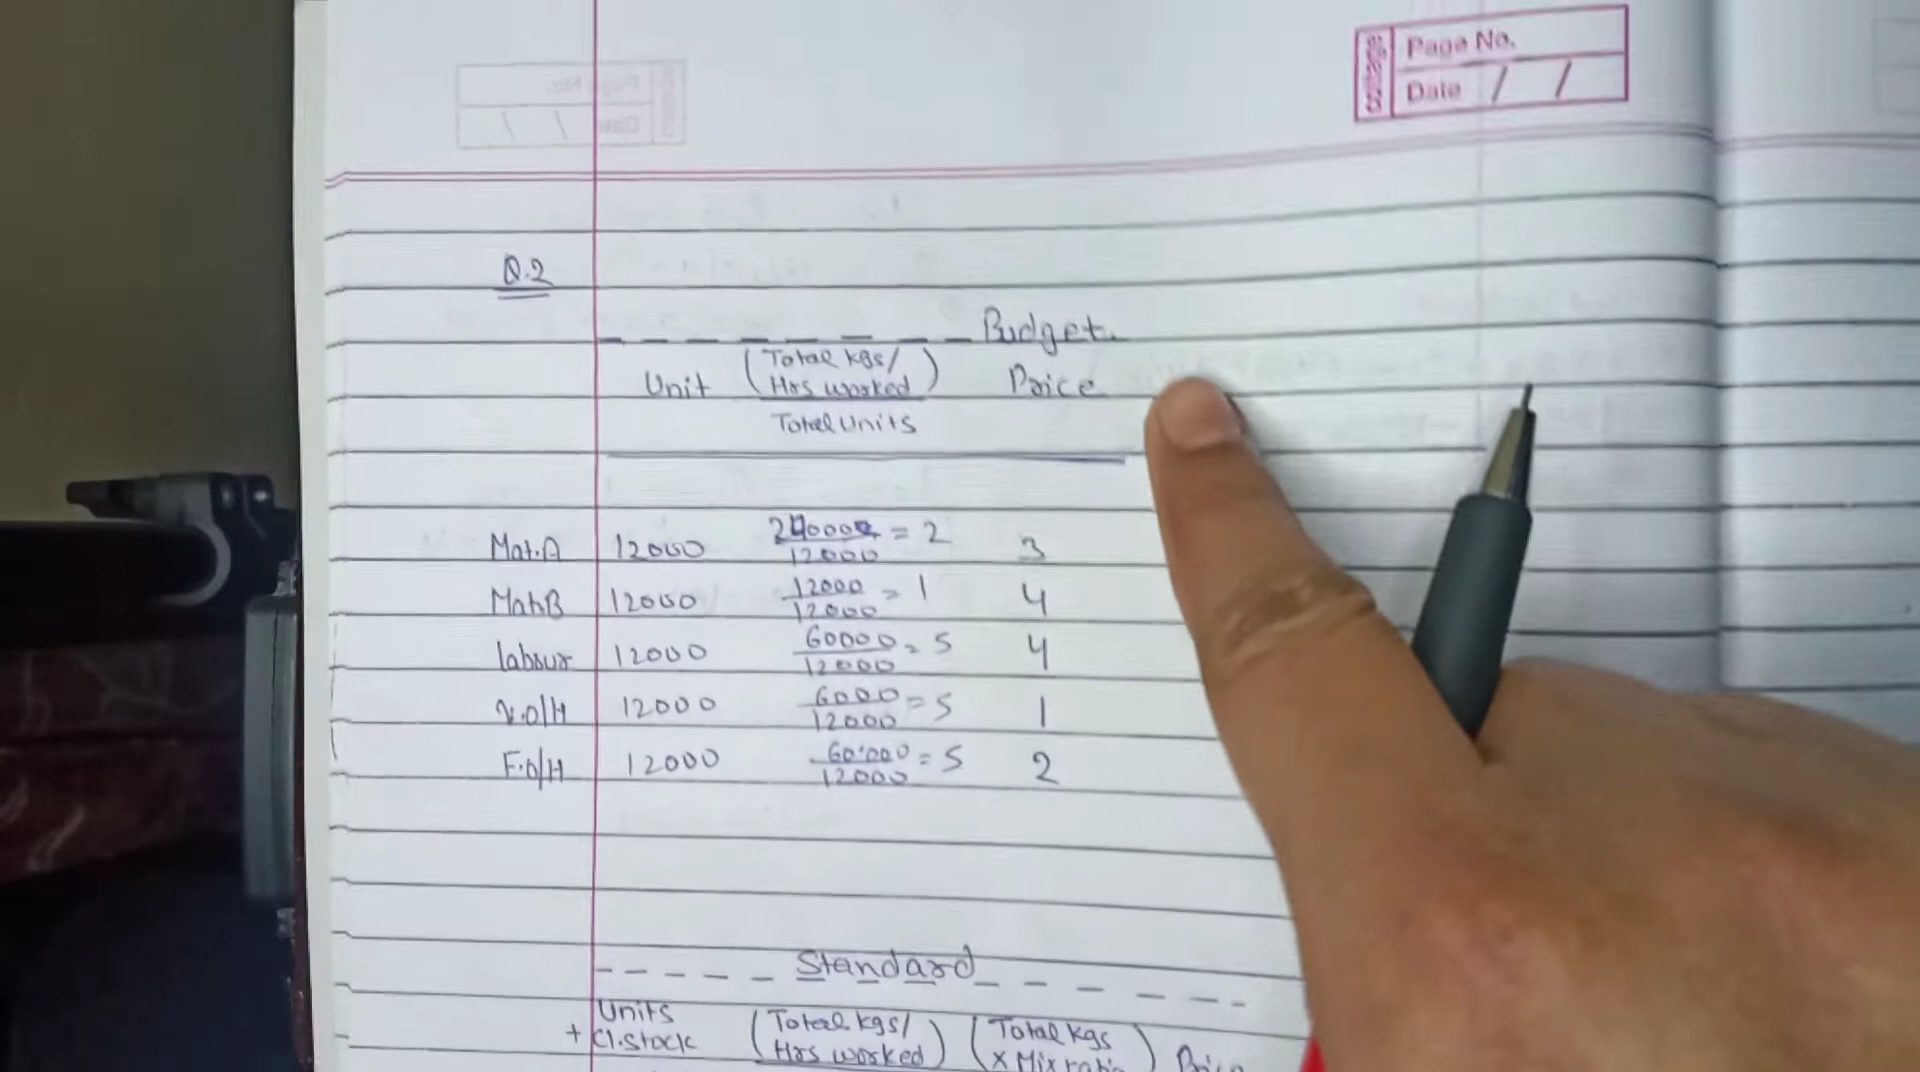 college
Page No.
Date / /
Q.2
Budget
Unit (Total kgs/ Hrs worked) Price
Total Units
Mat.A 12000 24000/12000 = 2 3
Mat.B 12000 12000/12000 = 1 4
labour 12000 60000/12000 = 5 4
V.O/H 12000 6000/12000 = 5 1
F.O/H 12000 60000/12000 = 5 2
Standard
Units + Cl.stock (Total kgs/ Hrs worked) (Total kgs x Mix ratio) Price